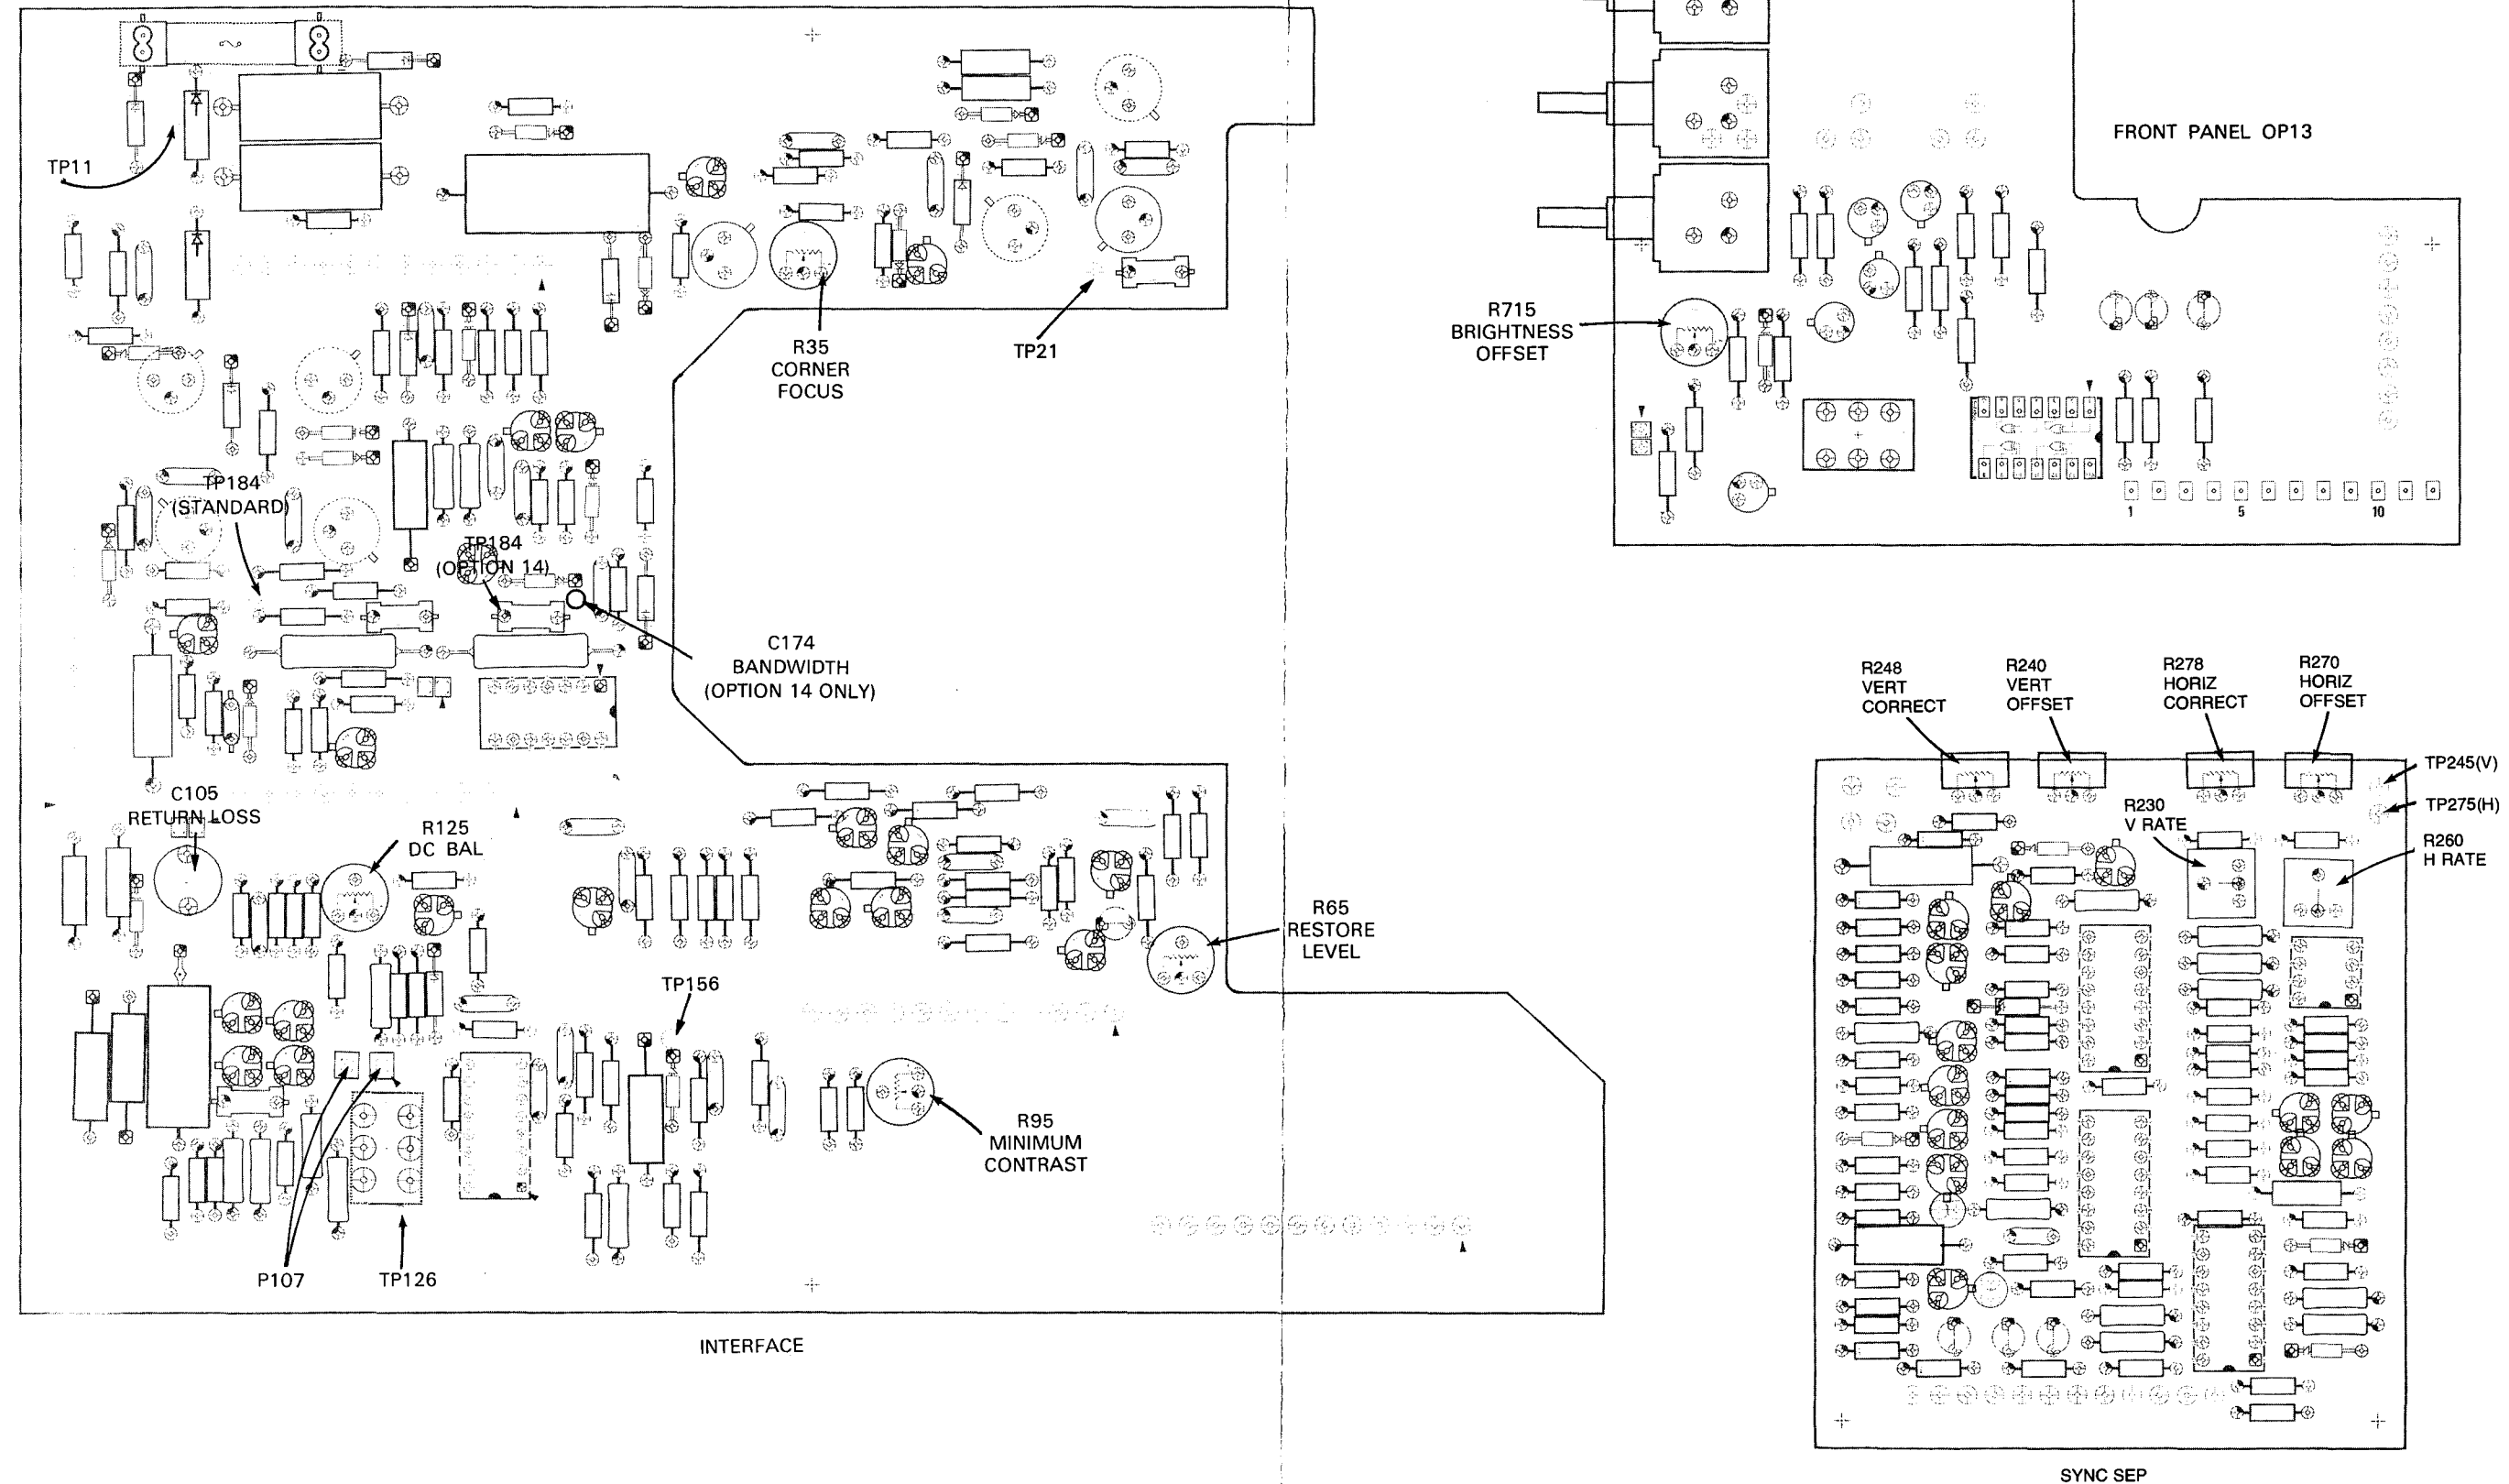 TP11
R35
CORNER
FOCUS
TP21
TP184
(STANDARD)
TP184
(OPTION 14)
C174
BANDWIDTH
(OPTION 14 ONLY)
C105
RETURN LOSS
R125
DC BAL
R65
RESTORE
LEVEL
TP156
R95
MINIMUM
CONTRAST
P107
TP126
INTERFACE
FRONT PANEL OP13
R715
BRIGHTNESS
OFFSET
1
5
10
R248
VERT
CORRECT
R240
VERT
OFFSET
R278
HORIZ
CORRECT
R270
HORIZ
OFFSET
TP245(V)
TP275(H)
R230
V RATE
R260
H RATE
SYNC SEP